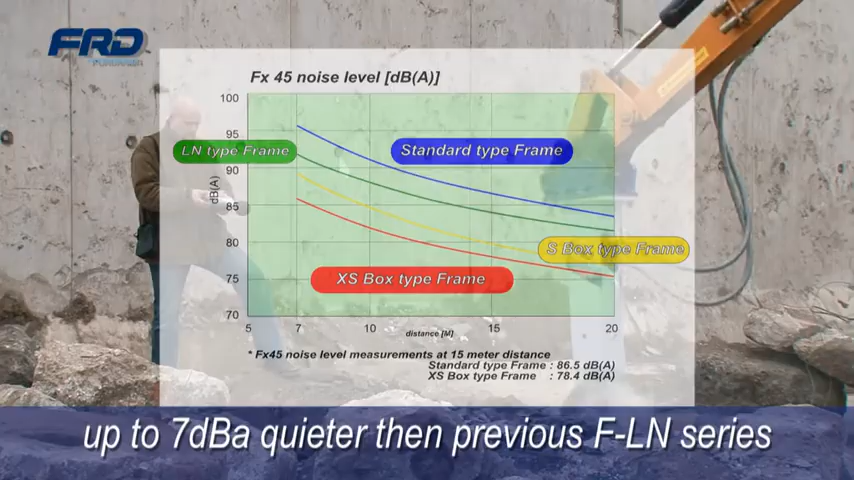 FRD
FURUKAWA
Fx 45 noise level [dB(A)]
100
95
90
85
80
75
70
dB(A)
LN type Frame
Standard type Frame
S Box type Frame
XS Box type Frame
5 7 10 15 20
distance [M]
* Fx45 noise level measurements at 15 meter distance
Standard type Frame : 86.5 dB(A)
XS Box type Frame : 78.4 dB(A)
up to 7dBa quieter then previous F-LN series